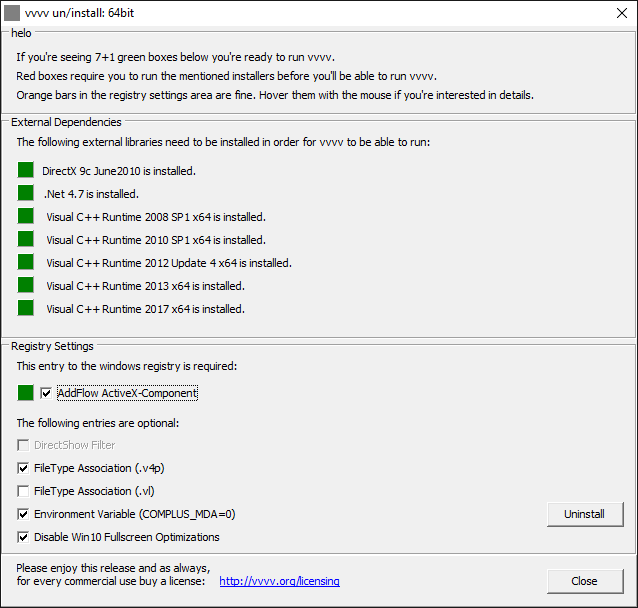 vvvv un/install: 64bit
helo
If you're seeing 7+1 green boxes below you're ready to run vvvv.
Red boxes require you to run the mentioned installers before you'll be able to run vvvv.
Orange bars in the registry settings area are fine. Hover them with the mouse if you're interested in details.
External Dependencies
The following external libraries need to be installed in order for vvvv to be able to run:
DirectX 9c June2010 is installed.
.Net 4.7 is installed.
Visual C++ Runtime 2008 SP1 x64 is installed.
Visual C++ Runtime 2010 SP1 x64 is installed.
Visual C++ Runtime 2012 Update 4 x64 is installed.
Visual C++ Runtime 2013 x64 is installed.
Visual C++ Runtime 2017 x64 is installed.
Registry Settings
This entry to the windows registry is required:
AddFlow ActiveX-Component
The following entries are optional:
DirectShow Filter
FileType Association (.v4p)
FileType Association (.vl)
Environment Variable (COMPLUS_MDA=0)
Uninstall
Disable Win10 Fullscreen Optimizations
Please enjoy this release and as always,
for every commercial use buy a license: http://vvvv.org/licensing
Close